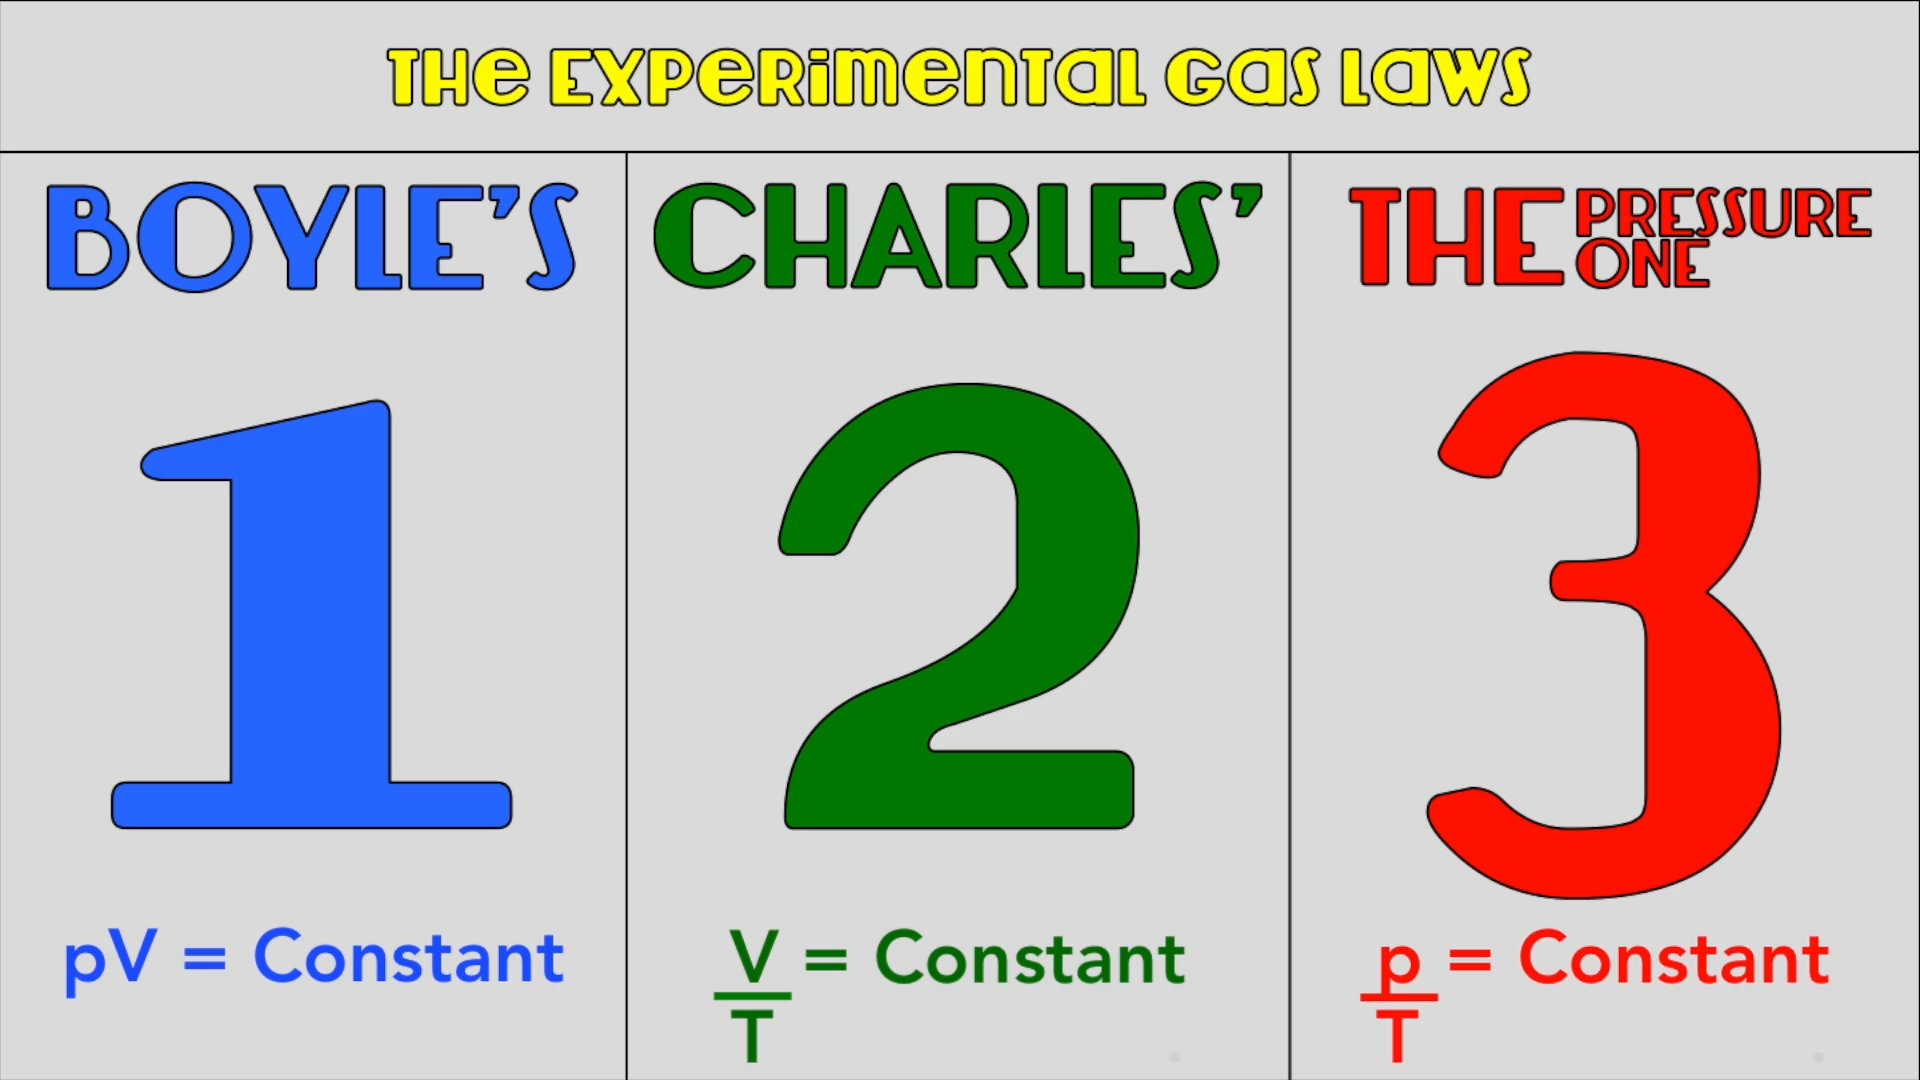 THE EXPERIMENTAL GAS LAWS
BOYLE'S
1
pV = Constant
CHARLES'
2
V = Constant
T
THE PRESSURE
ONE
3
p = Constant
T